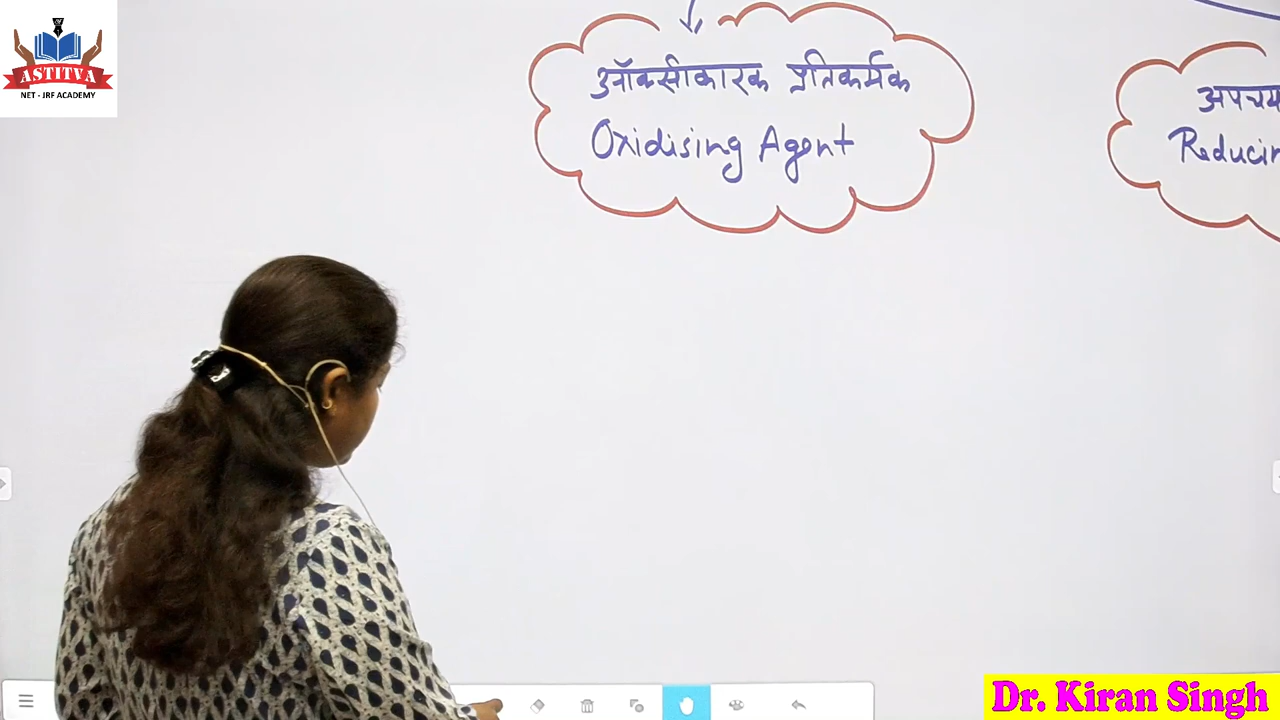 ASTITVA
NET - JRF ACADEMY
ऑक्सीकारक प्रतिकर्मक
Oxidising Agent
अपचय
Reducin
Dr. Kiran Singh